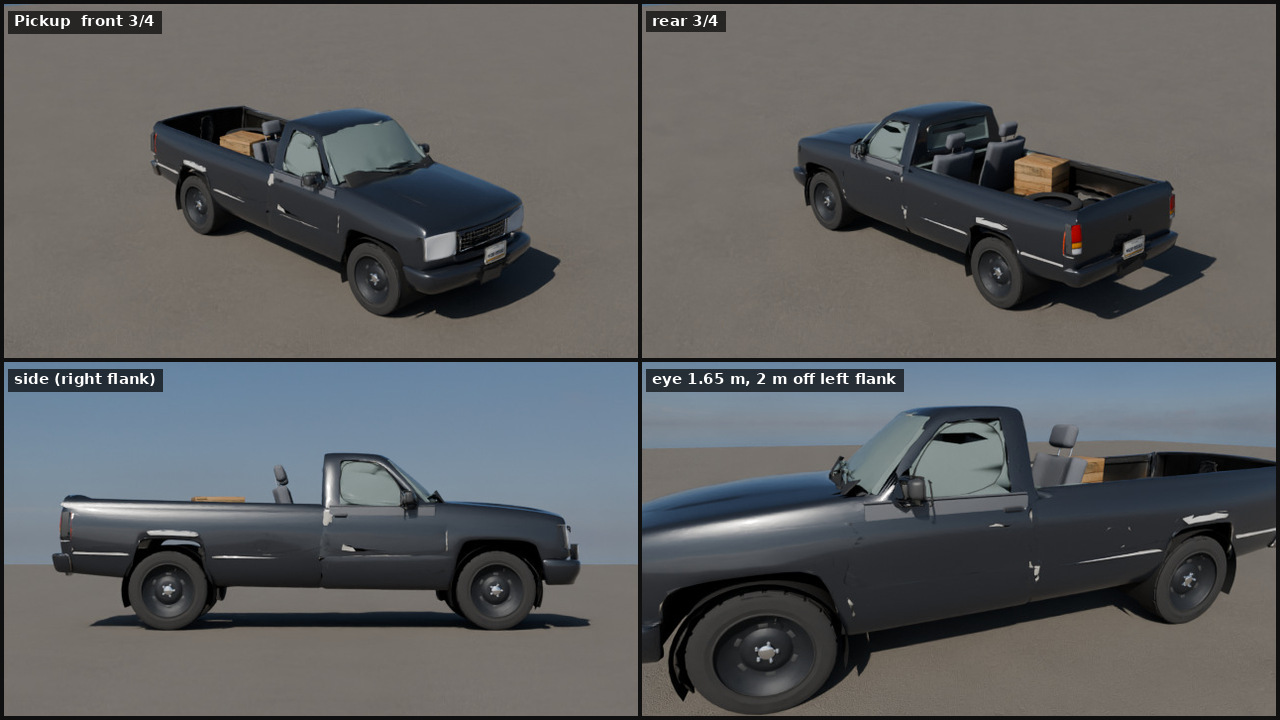 Pickup  front 3/4
rear 3/4
side (right flank)
eye 1.65 m, 2 m off left flank